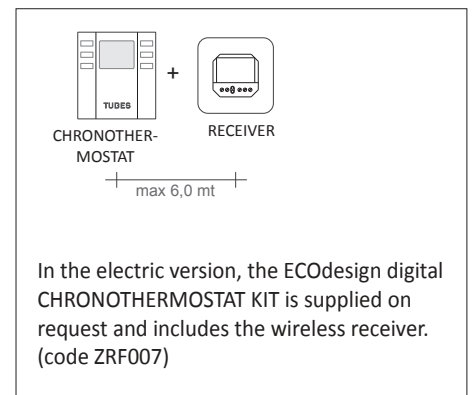 +
TUBES
CHRONOTHER-
MOSTAT
RECEIVER
max 6,0 mt
In the electric version, the ECOdesign digital
CHRONOTHERMOSTAT KIT is supplied on
request and includes the wireless receiver.
(code ZRF007)